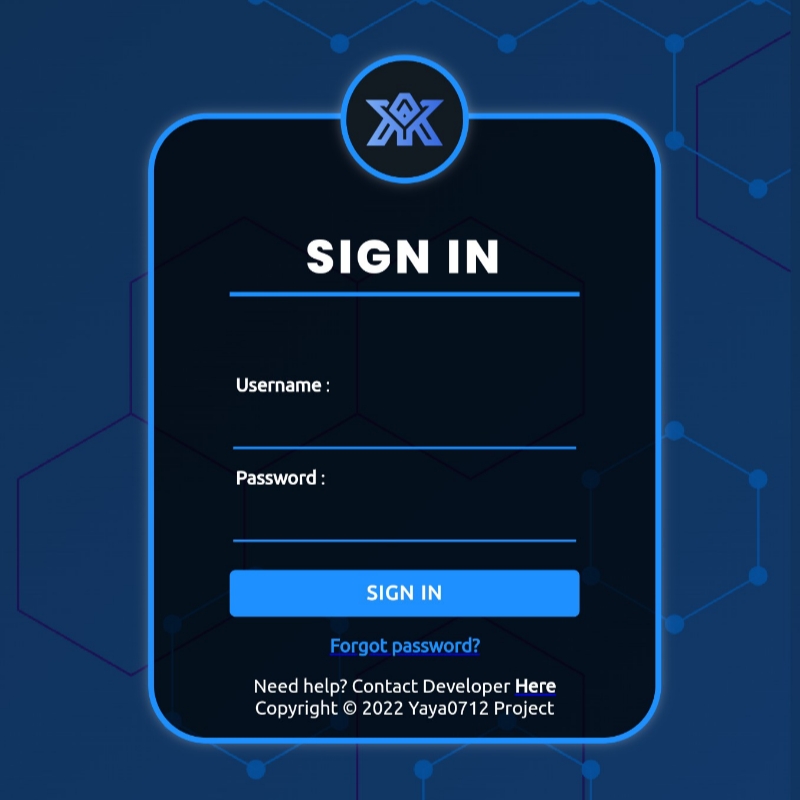 SIGN IN
Username :
Password :
SIGN IN
Forgot password?
Need help? Contact Developer Here
Copyright © 2022 Yaya0712 Project